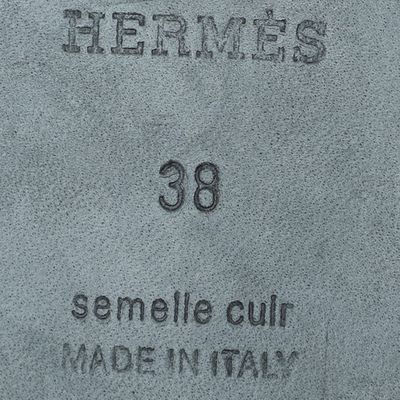 HERMÈS
38
semelle cuir
MADE IN ITALY